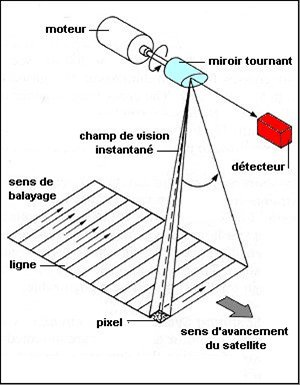 moteur
miroir tournant
champ de vision
instantané
détecteur
sens de
balayage
ligne
pixel
sens d'avancement
du satellite